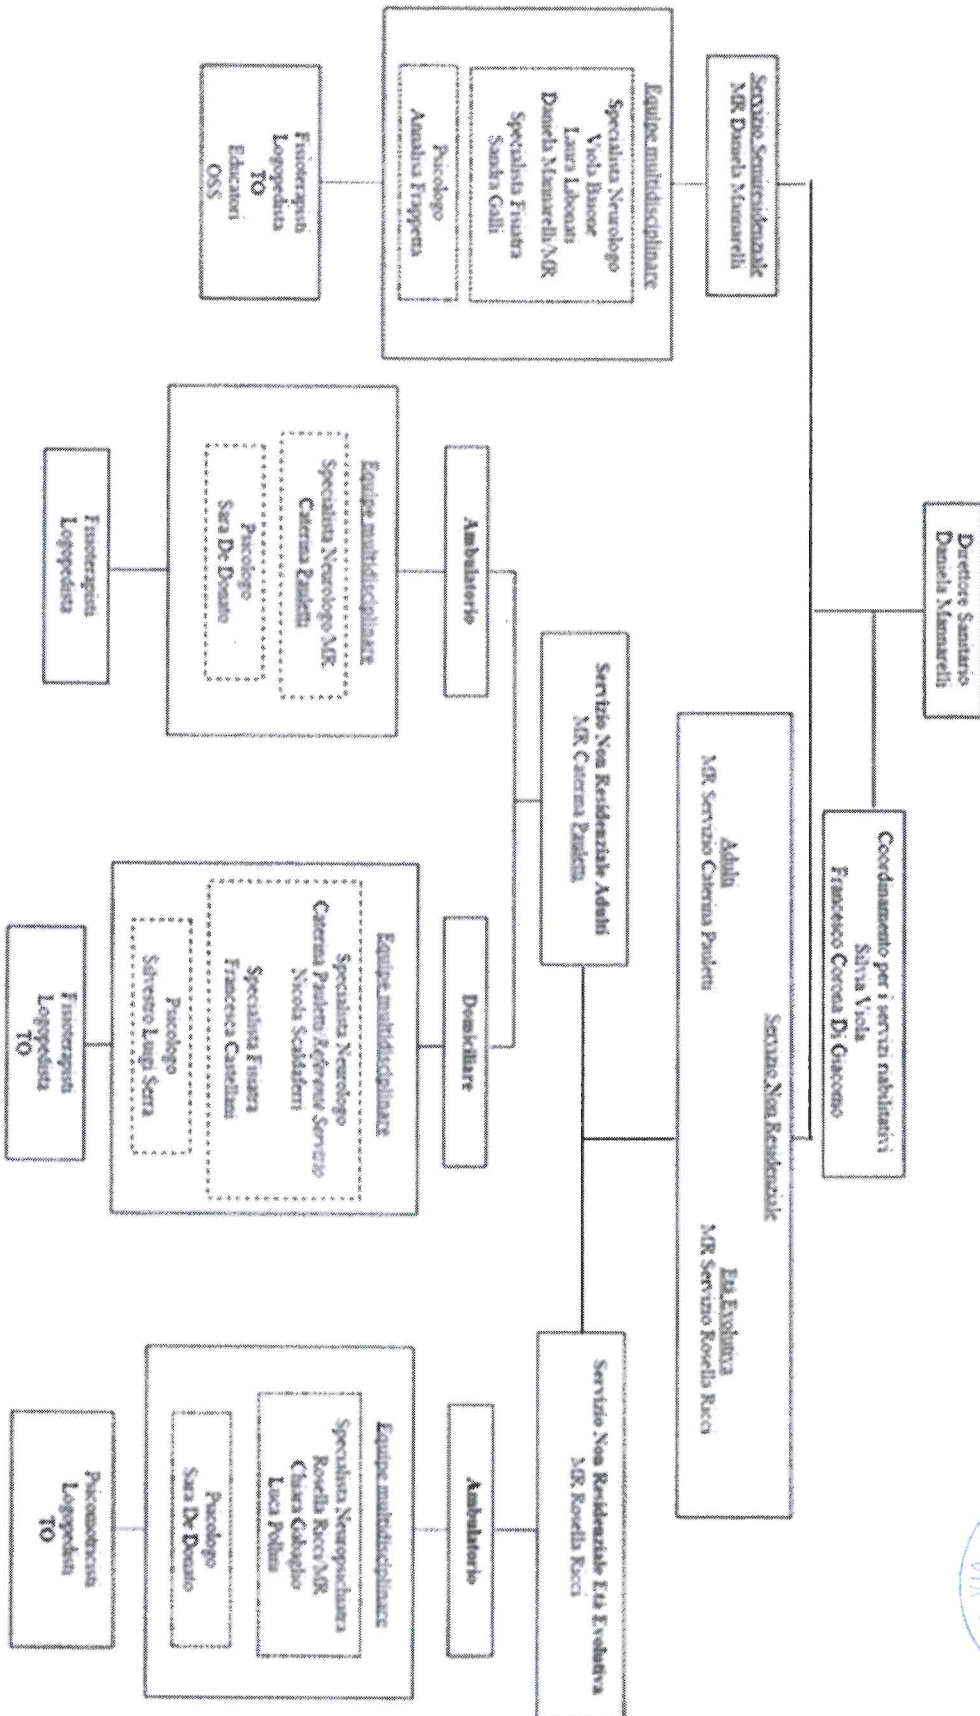 Direttore Sanitario
Daniela Mannarelli
Coordinamento per i servizi riabilitativi
Silvia Viola
Francesco Corona Di Giacomo
Servizio Semiresidenziale
MR Daniela Mannarelli
Equipe multidisciplinare
Specialista Neurologo
Viola Baione
Laura Libonati
Daniela Mannarelli/MR
Specialista Fisiatra
Sandra Galli
Psicologo
Annalisa Frappetta
Fisioterapisti
Logopedista
TO
Educatori
OSS
Servizio Non Residenziale
Adulti
MR Servizio Caterina Pauletti
Età Evolutiva
MR Servizio Rosella Ricci
Servizio Non Residenziale Adulti
MR Caterina Pauletti
Ambulatorio
Equipe multidisciplinare
Specialista Neurologo/MR
Caterina Pauletti
Psicologo
Sara De Donato
Fisioterapisti
Logopedista
Domiciliare
Equipe multidisciplinare
Specialista Neurologo
Caterina Pauletti Referente Servizio
Nicola Scaldaferri
Specialista Fisiatra
Francesca Castellani
Psicologo
Silvestro Luigi Serra
Fisioterapisti
Logopedista
TO
Servizio Non Residenziale Età Evolutiva
MR Rosella Ricci
Ambulatorio
Equipe multidisciplinare
Specialista Neuropsichiatra
Rosella Ricci/MR
Chiara
Luca Pollini
Psicologo
Sara De Donato
Psicomotricisti
Logopedisti
TO